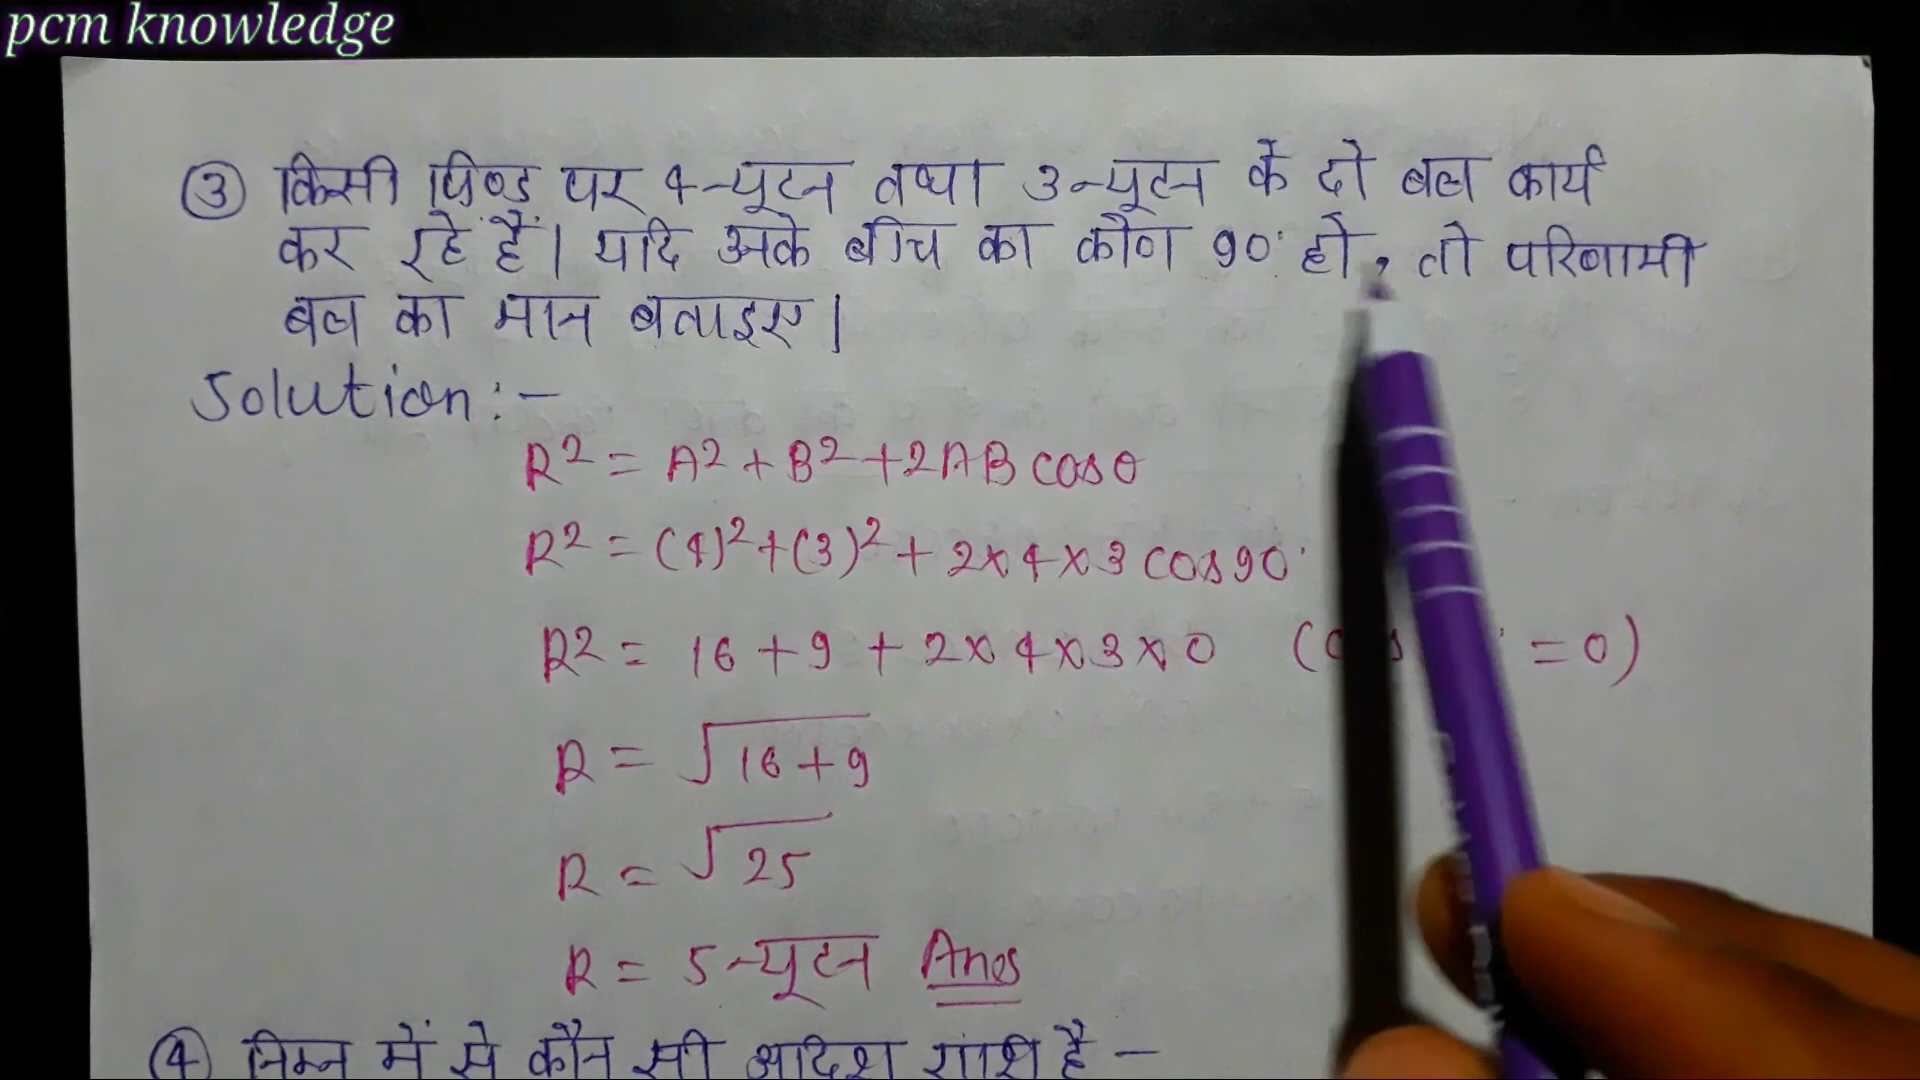 pcm knowledge
③ किसी पिण्ड पर 4 न्यूटन तथा 3 न्यूटन के दो बल कार्य
कर रहे हैं। यदि उनके बीच का कोण 90° हो, तो परिणामी
बल का मान बताइए।
Solution:-
R² = A² + B² + 2AB cosθ
R² = (4)² + (3)² + 2×4×3 cos90°
R² = 16 + 9 + 2×4×3×0 ( = 0)
R = √16+9
R = √25
R = 5 न्यूटन Ans
④ निम्न में से कौन सी आदिश राशि है -